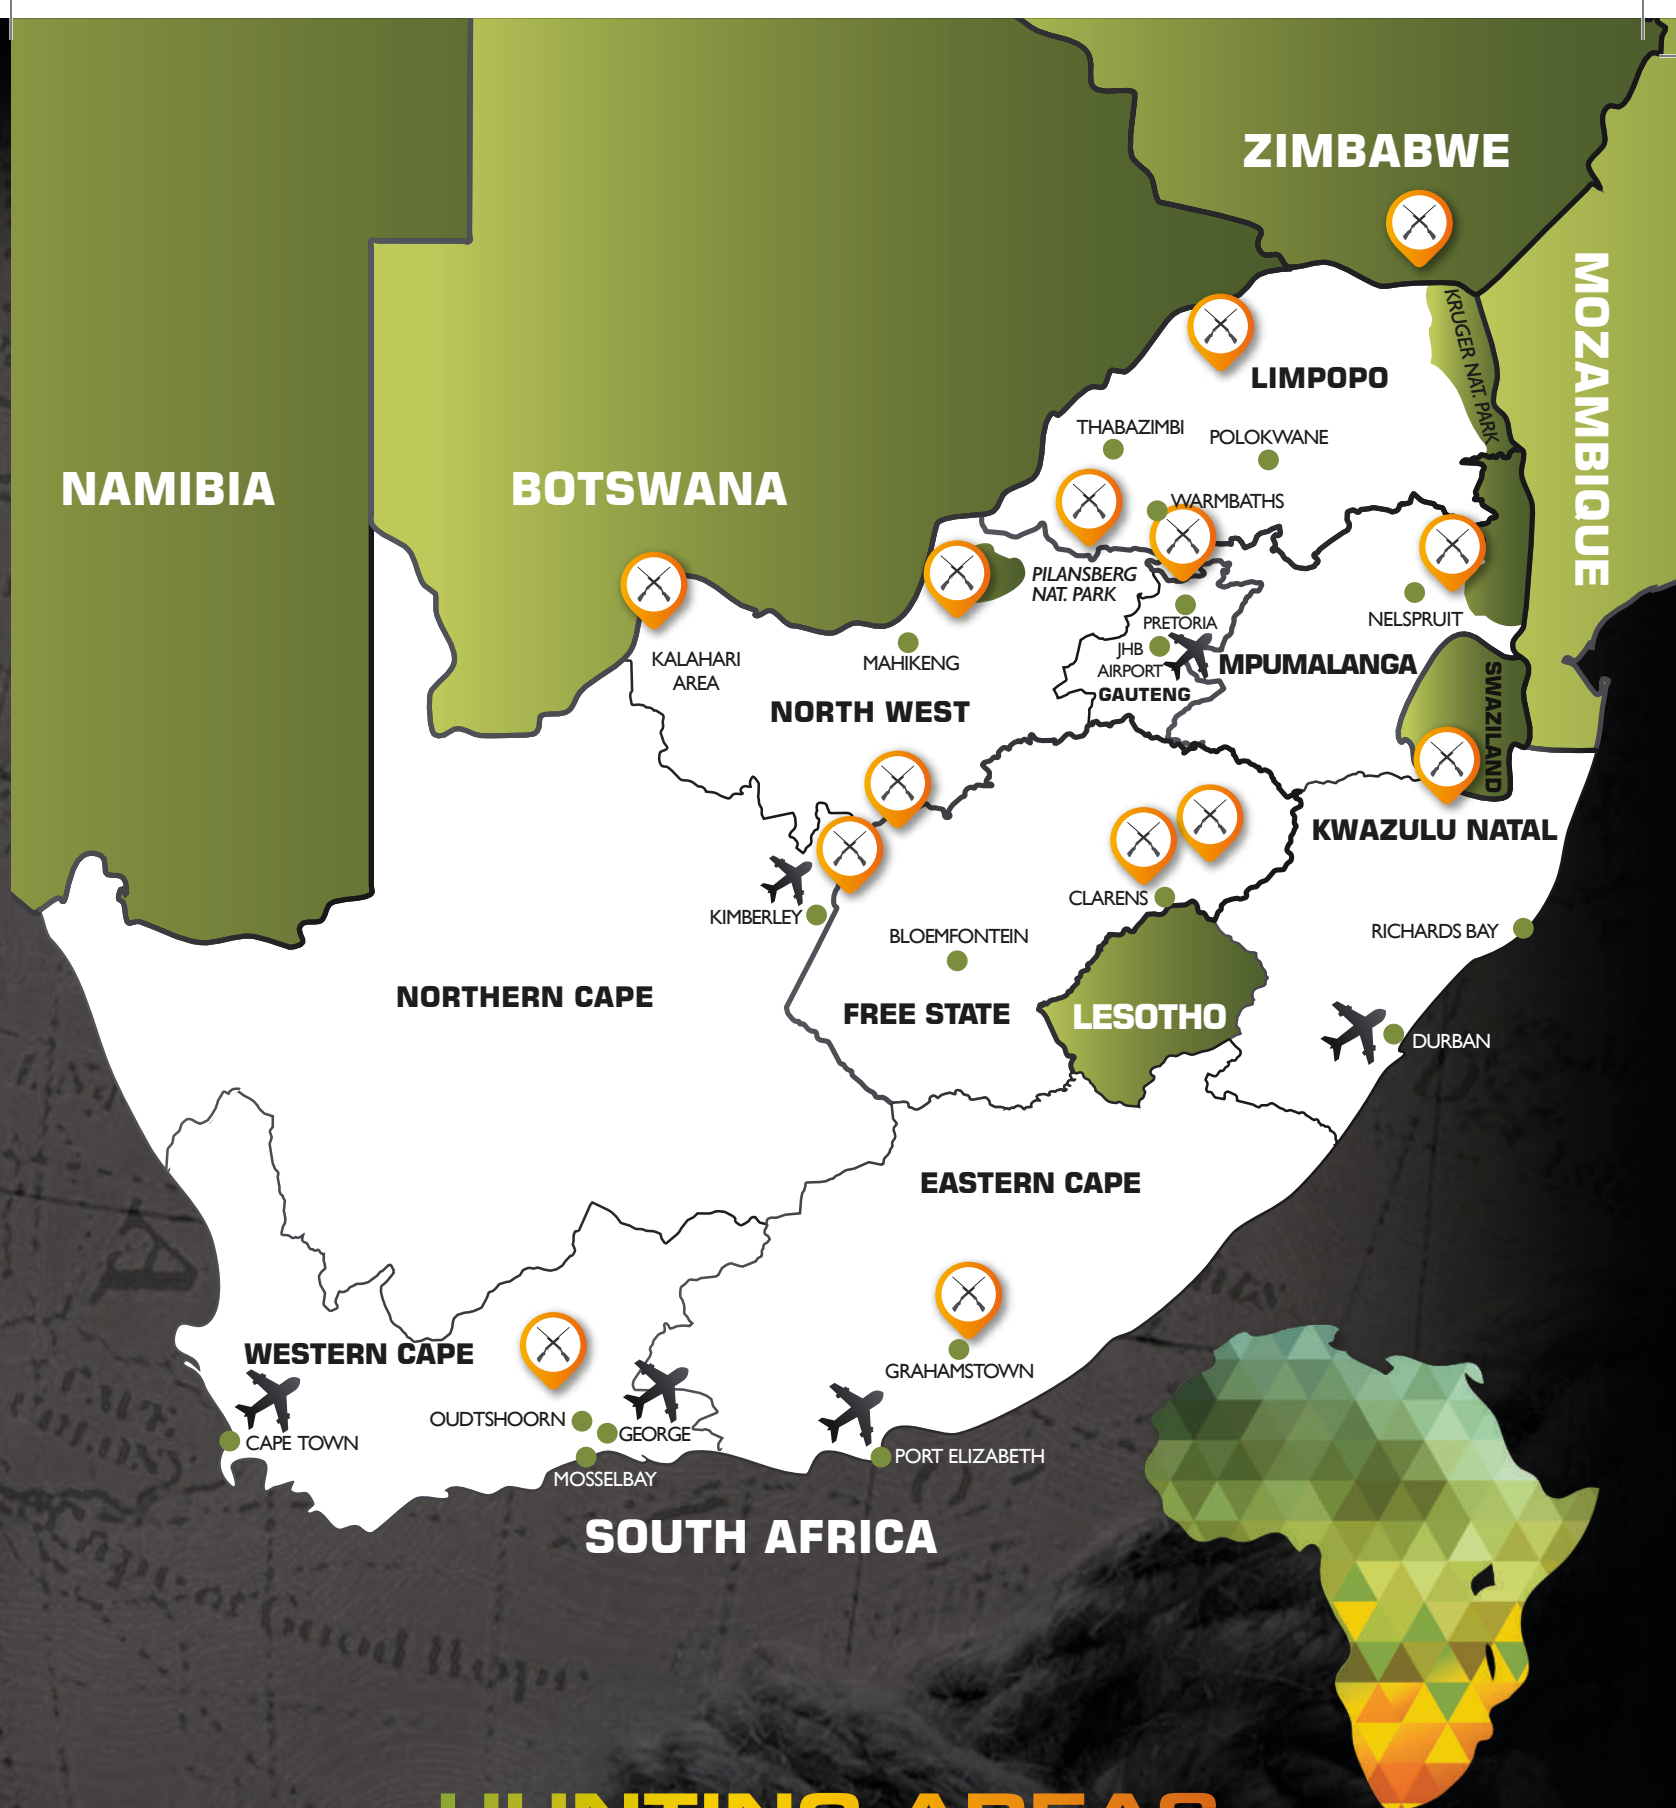 ZIMBABWE
MOZAMBIQUE
KRUGER NAT. PARK
LIMPOPO
THABAZIMBI
POLOKWANE
NAMIBIA
BOTSWANA
WARMBATHS
PILANSBERG
NAT. PARK
PRETORIA
NELSPRUIT
JHB
AIRPORT
MPUMALANGA
GAUTENG
SWAZILAND
KALAHARI
AREA
MAHIKENG
NORTH WEST
KWAZULU NATAL
CLARENS
KIMBERLEY
BLOEMFONTEIN
RICHARDS BAY
NORTHERN CAPE
FREE STATE
LESOTHO
DURBAN
EASTERN CAPE
WESTERN CAPE
GRAHAMSTOWN
OUDTSHOORN
GEORGE
CAPE TOWN
PORT ELIZABETH
MOSSELBAY
SOUTH AFRICA
HUNTING AREAS